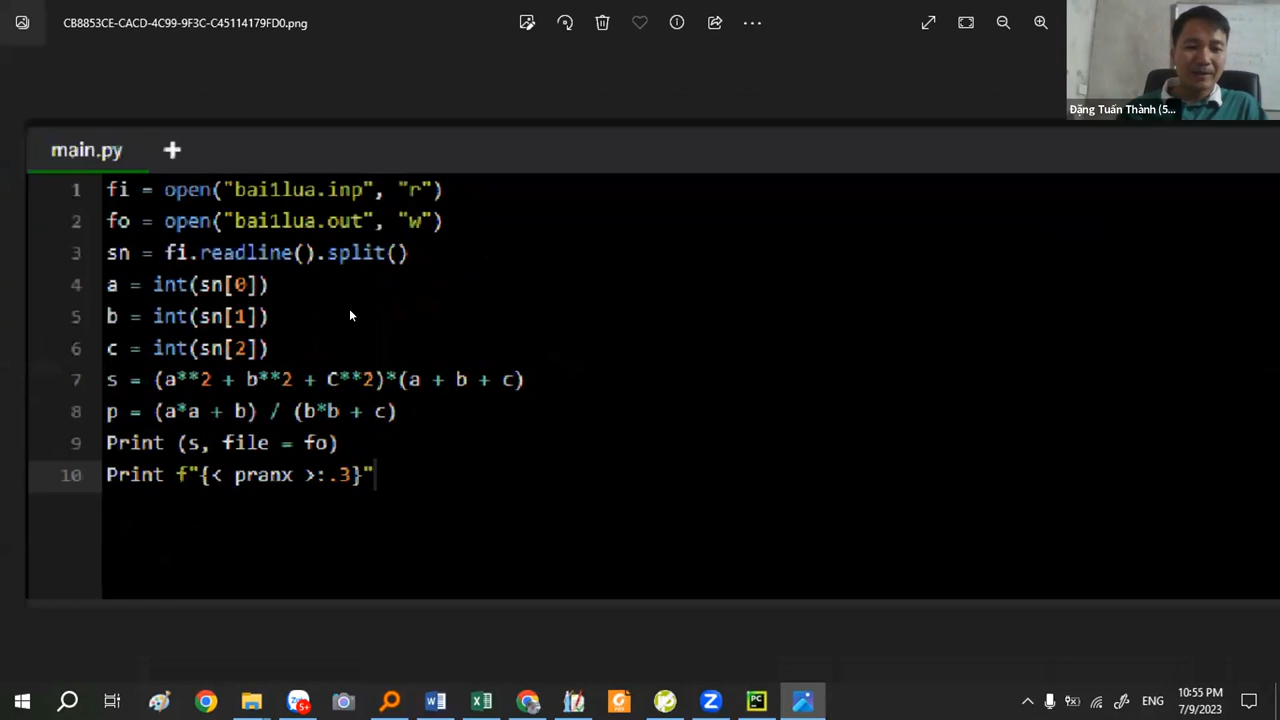 CB8853CE-CACD-4C99-9F3C-C45114179FD0.png
Đặng Tuấn Thành (5...
main.py +
1 fi = open("bai1lua.inp", "r")
2 fo = open("bai1lua.out", "w")
3 sn = fi.readline().split()
4 a = int(sn[0])
5 b = int(sn[1])
6 c = int(sn[2])
7 s = (a**2 + b**2 + C**2)*(a + b + c)
8 p = (a*a + b) / (b*b + c)
9 Print (s, file = fo)
10 Print f"{< pranx >:.3}"
5+
ENG
10:55 PM
7/9/2023